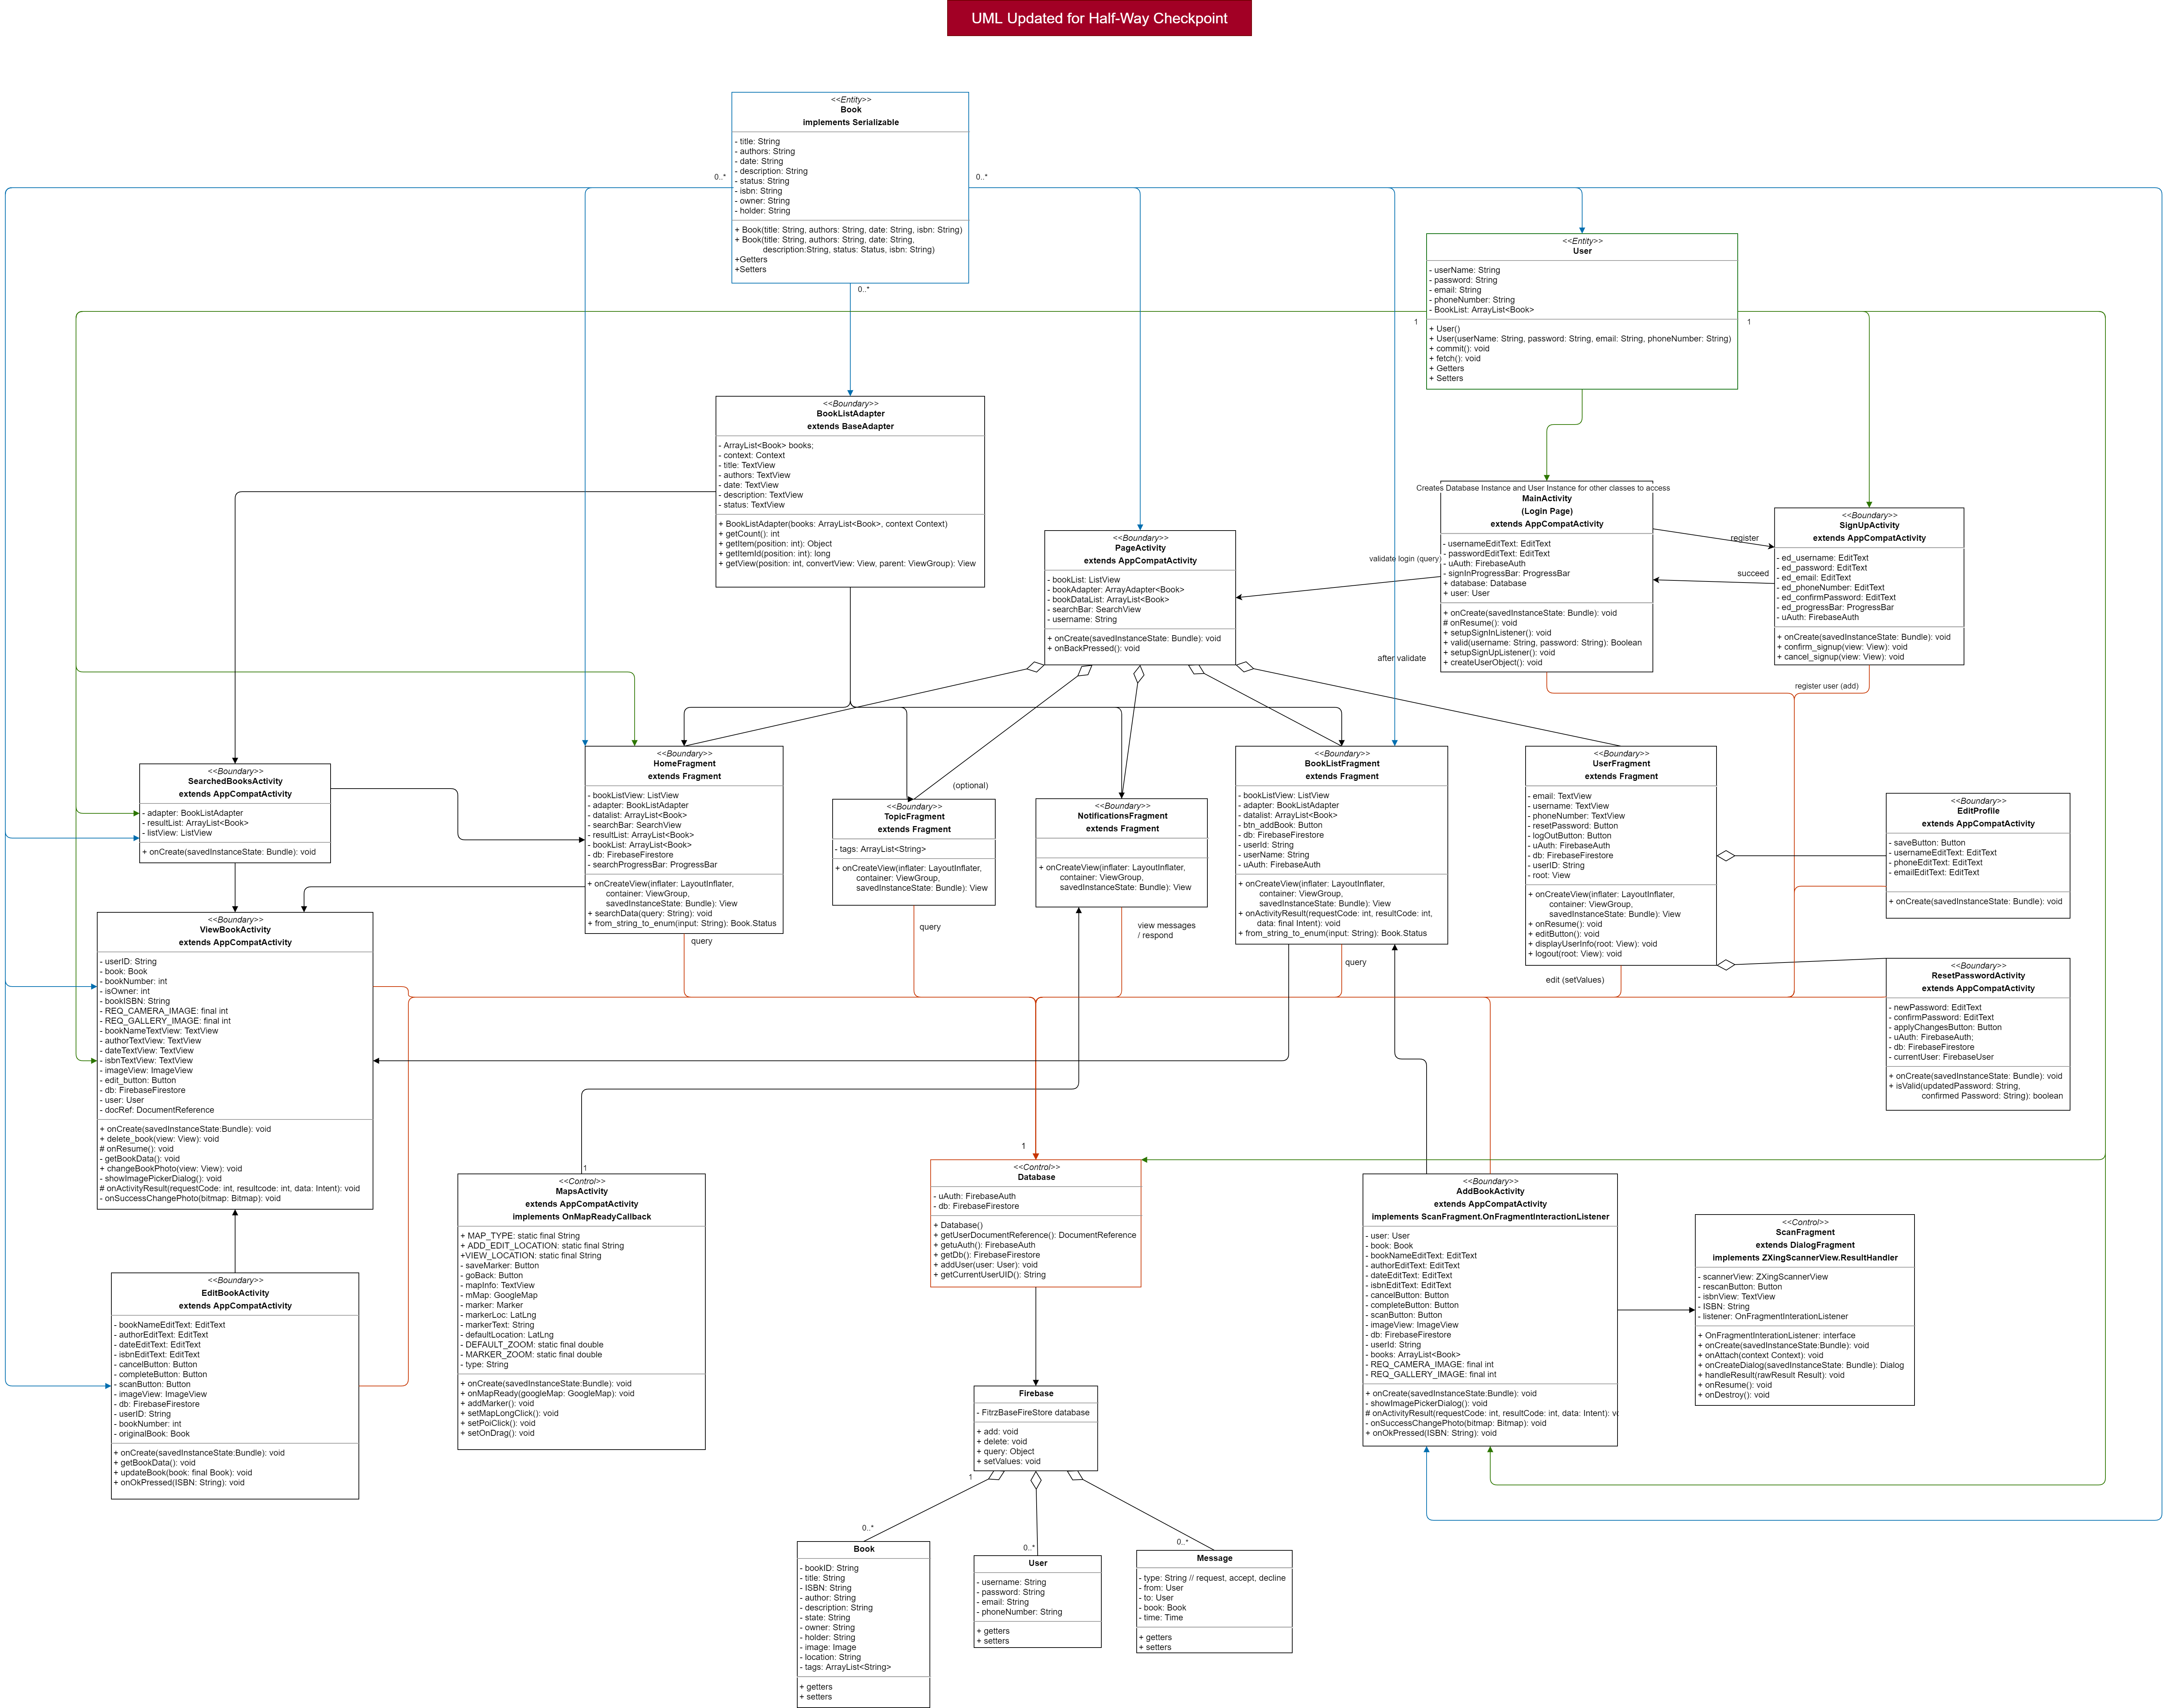 UML Updated for Half-Way Checkpoint
<<Entity>>
Book
implements Serializable
- title: String
- authors: String
- date: String
- description: String
- status: String
- isbn: String
- owner: String
- holder: String
+ Book(title: String, authors: String, date: String, isbn: String)
+ Book(title: String, authors: String, date: String,
description:String, status: Status, isbn: String)
+Getters
+Setters
0..*
0..*
0..*
<<Entity>>
User
- userName: String
- password: String
- email: String
- phoneNumber: String
- BookList: ArrayList<Book>
+ User()
+ User(userName: String, password: String, email: String, phoneNumber: String)
+ commit(): void
+ fetch(): void
+ Getters
+ Setters
1
1
<<Boundary>>
BookListAdapter
extends BaseAdapter
- ArrayList<Book> books;
- context: Context
- title: TextView
- authors: TextView
- date: TextView
- description: TextView
- status: TextView
+ BookListAdapter(books: ArrayList<Book>, context Context)
+ getCount(): int
+ getItem(position: int): Object
+ getItemId(position: int): long
+ getView(position: int, convertView: View, parent: ViewGroup): View
<<Boundary>>
PageActivity
extends AppCompatActivity
- bookList: ListView
- bookAdapter: ArrayAdapter<Book>
- bookDataList: ArrayList<Book>
- searchBar: SearchView
- username: String
+ onCreate(savedInstanceState: Bundle): void
+ onBackPressed(): void
validate login (query)
after validate
Creates Database Instance and User Instance for other classes to access
MainActivity
(Login Page)
extends AppCompatActivity
- usernameEditText: EditText
- passwordEditText: EditText
- uAuth: FirebaseAuth
- signInProgressBar: ProgressBar
+ database: Database
+ user: User
+ onCreate(savedInstanceState: Bundle): void
# onResume(): void
+ setupSignInListener(): void
+ valid(username: String, password: String): Boolean
+ setupSignUpListener(): void
+ createUserObject(): void
register
succeed
<<Boundary>>
SignUpActivity
extends AppCompatActivity
- ed_username: EditText
- ed_password: EditText
- ed_email: EditText
- ed_phoneNumber: EditText
- ed_confirmPassword: EditText
- ed_progressBar: ProgressBar
- uAuth: FirebaseAuth
+ onCreate(savedInstanceState: Bundle): void
+ confirm_signup(view: View): void
+ cancel_signup(view: View): void
register user (add)
<<Boundary>>
SearchedBooksActivity
extends AppCompatActivity
- adapter: BookListAdapter
- resultList: ArrayList<Book>
- listView: ListView
+ onCreate(savedInstanceState: Bundle): void
<<Boundary>>
HomeFragment
extends Fragment
- bookListView: ListView
- adapter: BookListAdapter
- datalist: ArrayList<Book>
- searchBar: SearchView
- resultList: ArrayList<Book>
- bookList: ArrayList<Book>
- db: FirebaseFirestore
- searchProgressBar: ProgressBar
+ onCreateView(inflater: LayoutInflater,
container: ViewGroup,
savedInstanceState: Bundle): View
+ searchData(query: String): void
+ from_string_to_enum(input: String): Book.Status
query
(optional)
<<Boundary>>
TopicFragment
extends Fragment
- tags: ArrayList<String>
+ onCreateView(inflater: LayoutInflater,
container: ViewGroup,
savedInstanceState: Bundle): View
query
<<Boundary>>
NotificationsFragment
extends Fragment
+ onCreateView(inflater: LayoutInflater,
container: ViewGroup,
savedInstanceState: Bundle): View
view messages
/ respond
<<Boundary>>
BookListFragment
extends Fragment
- bookListView: ListView
- adapter: BookListAdapter
- datalist: ArrayList<Book>
- btn_addBook: Button
- db: FirebaseFirestore
- userId: String
- userName: String
- uAuth: FirebaseAuth
+ onCreateView(inflater: LayoutInflater,
container: ViewGroup,
savedInstanceState: Bundle): View
+ onActivityResult(requestCode: int, resultCode: int,
data: final Intent): void
+ from_string_to_enum(input: String): Book.Status
query
<<Boundary>>
UserFragment
extends Fragment
- email: TextView
- username: TextView
- phoneNumber: TextView
- resetPassword: Button
- logOutButton: Button
- uAuth: FirebaseAuth
- db: FirebaseFirestore
- userID: String
- root: View
+ onCreateView(inflater: LayoutInflater,
container: ViewGroup,
savedInstanceState: Bundle): View
+ onResume(): void
+ editButton(): void
+ displayUserInfo(root: View): void
+ logout(root: View): void
edit (setValues)
<<Boundary>>
EditProfile
extends AppCompatActivity
- saveButton: Button
- usernameEditText: EditText
- phoneEditText: EditText
- emailEditText: EditText
+ onCreate(savedInstanceState: Bundle): void
<<Boundary>>
ResetPasswordActivity
extends AppCompatActivity
- newPassword: EditText
- confirmPassword: EditText
- applyChangesButton: Button
- uAuth: FirebaseAuth;
- db: FirebaseFirestore
- currentUser: FirebaseUser
+ onCreate(savedInstanceState: Bundle): void
+ isValid(updatedPassword: String,
confirmed Password: String): boolean
<<Boundary>>
ViewBookActivity
extends AppCompatActivity
- userID: String
- book: Book
- bookNumber: int
- isOwner: int
- bookISBN: String
- REQ_CAMERA_IMAGE: final int
- REQ_GALLERY_IMAGE: final int
- bookNameTextView: TextView
- authorTextView: TextView
- dateTextView: TextView
- isbnTextView: TextView
- imageView: ImageView
- edit_button: Button
- db: FirebaseFirestore
- user: User
- docRef: DocumentReference
+ onCreate(savedInstanceState:Bundle): void
+ delete_book(view: View): void
# onResume(): void
- getBookData(): void
+ changeBookPhoto(view: View): void
- showImagePickerDialog(): void
# onActivityResult(requestCode: int, resultcode: int, data: Intent): void
- onSuccessChangePhoto(bitmap: Bitmap): void
<<Boundary>>
EditBookActivity
extends AppCompatActivity
- bookNameEditText: EditText
- authorEditText: EditText
- dateEditText: EditText
- isbnEditText: EditText
- cancelButton: Button
- completeButton: Button
- scanButton: Button
- imageView: ImageView
- db: FirebaseFirestore
- userID: String
- bookNumber: int
- originalBook: Book
+ onCreate(savedInstanceState:Bundle): void
+ getBookData(): void
+ updateBook(book: final Book): void
+ onOkPressed(ISBN: String): void
1
<<Control>>
MapsActivity
extends AppCompatActivity
implements OnMapReadyCallback
+ MAP_TYPE: static final String
+ ADD_EDIT_LOCATION: static final String
+VIEW_LOCATION: static final String
- saveMarker: Button
- goBack: Button
- mapInfo: TextView
- mMap: GoogleMap
- marker: Marker
- markerLoc: LatLng
- markerText: String
- defaultLocation: LatLng
- DEFAULT_ZOOM: static final double
- MARKER_ZOOM: static final double
- type: String
+ onCreate(savedInstanceState:Bundle): void
+ onMapReady(googleMap: GoogleMap): void
+ addMarker(): void
+ setMapLongClick(): void
+ setPoiClick(): void
+ setOnDrag(): void
1
<<Control>>
Database
- uAuth: FirebaseAuth
- db: FirebaseFirestore
+ Database()
+ getUserDocumentReference(): DocumentReference
+ getuAuth(): FirebaseAuth
+ getDb(): FirebaseFirestore
+ addUser(user: User): void
+ getCurrentUserUID(): String
<<Boundary>>
AddBookActivity
extends AppCompatActivity
implements ScanFragment.OnFragmentInteractionListener
- user: User
- book: Book
- bookNameEditText: EditText
- authorEditText: EditText
- dateEditText: EditText
- isbnEditText: EditText
- cancelButton: Button
- completeButton: Button
- scanButton: Button
- imageView: ImageView
- db: FirebaseFirestore
- userId: String
- books: ArrayList<Book>
- REQ_CAMERA_IMAGE: final int
- REQ_GALLERY_IMAGE: final int
+ onCreate(savedInstanceState:Bundle): void
- showImagePickerDialog(): void
# onActivityResult(requestCode: int, resultCode: int, data: Intent): vo
- onSuccessChangePhoto(bitmap: Bitmap): void
+ onOkPressed(ISBN: String): void
<<Control>>
ScanFragment
extends DialogFragment
implements ZXingScannerView.ResultHandler
- scannerView: ZXingScannerView
- rescanButton: Button
- isbnView: TextView
- ISBN: String
- listener: OnFragmentInterationListener
+ OnFragmentInterationListener: interface
+ onCreate(savedInstanceState:Bundle): void
+ onAttach(context Context): void
+ onCreateDialog(savedInstanceState: Bundle): Dialog
+ handleResult(rawResult Result): void
+ onResume(): void
+ onDestroy(): void
Firebase
- FitrzBaseFireStore database
+ add: void
+ delete: void
+ query: Object
+ setValues: void
1
0..*
0..*
0..*
Book
- bookID: String
- title: String
- ISBN: String
- author: String
- description: String
- state: String
- owner: String
- holder: String
- image: Image
- location: String
- tags: ArrayList<String>
+ getters
+ setters
User
- username: String
- password: String
- email: String
- phoneNumber: String
+ getters
+ setters
Message
- type: String // request, accept, decline
- from: User
- to: User
- book: Book
- time: Time
+ getters
+ setters